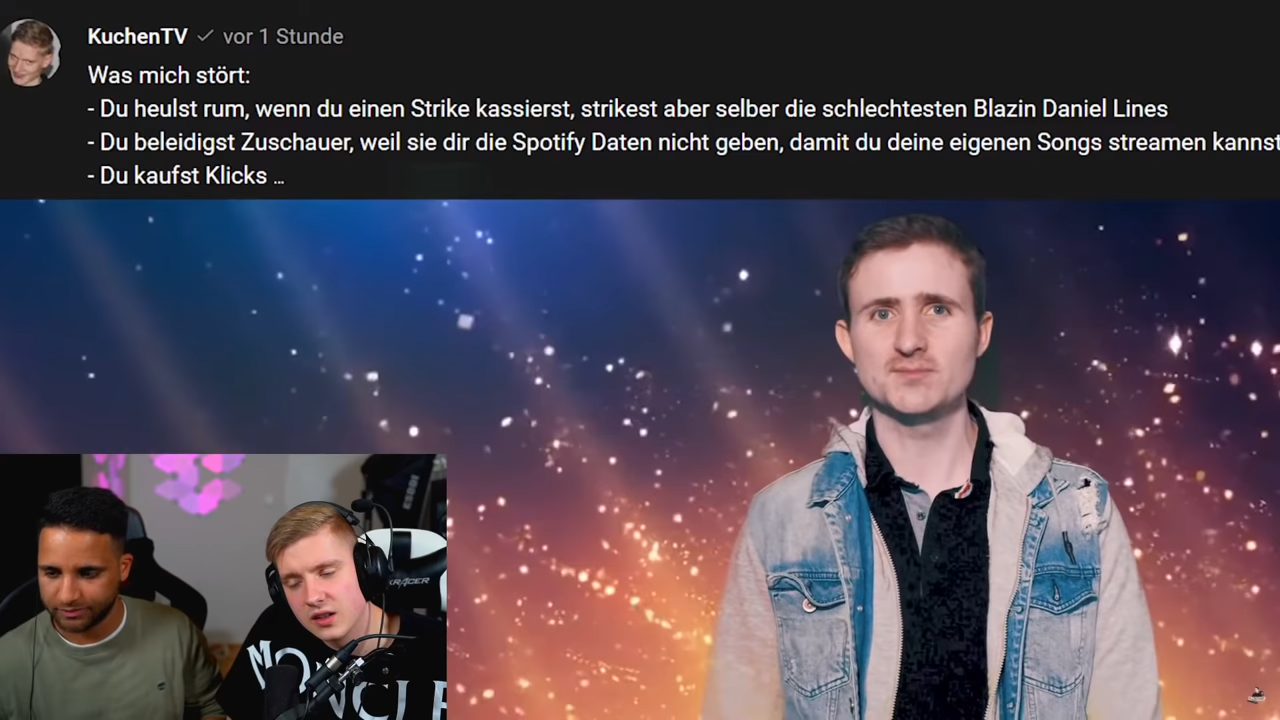 KuchenTV vor 1 Stunde
Was mich stört:
- Du heulst rum, wenn du einen Strike kassierst, strikest aber selber die schlechtesten Blazin Daniel Lines
- Du beleidigst Zuschauer, weil sie dir die Spotify Daten nicht geben, damit du deine eigenen Songs streamen kannst
- Du kaufst Klicks ...